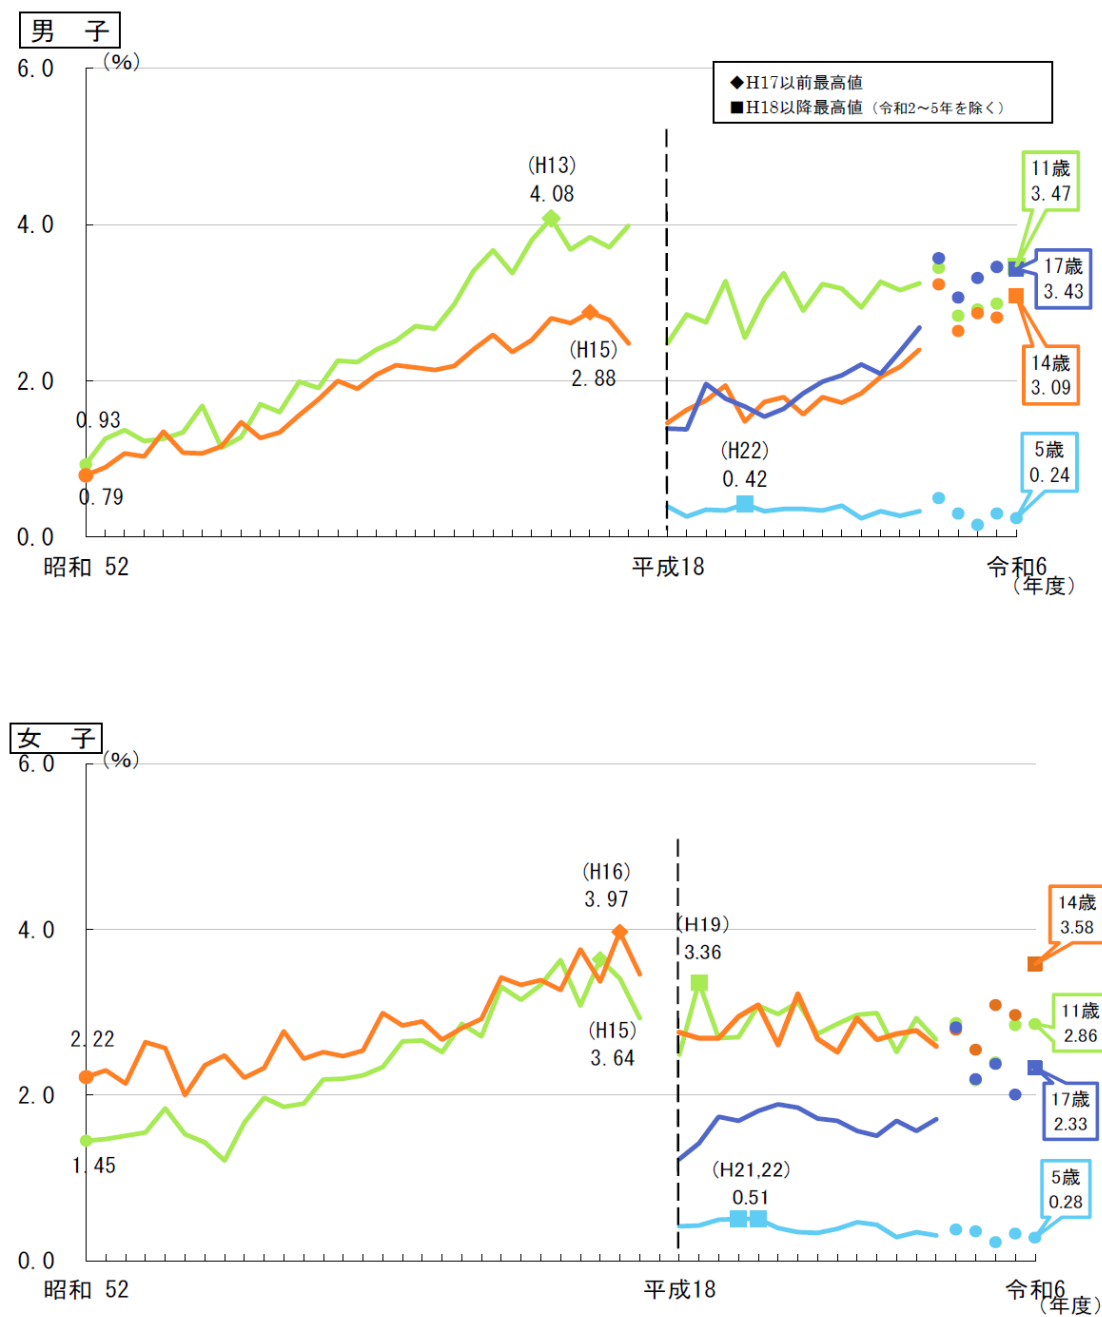 男 子
(%)
6.0
◆H17以前最高値
■H18以降最高値（令和2～5年を除く）
(H13)
4.08
11歳
3.47
4.0
17歳
3.43
(H15)
2.88
14歳
3.09
2.0
0.93
(H22)
0.42
5歳
0.24
0.79
0.0
昭和 52
平成18
令和6
(年度)
女 子
(%)
6.0
(H16)
3.97
14歳
3.58
4.0
(H19)
3.36
11歳
2.86
(H15)
3.64
2.22
2.0
17歳
2.33
1.45
(H21,22)
0.51
5歳
0.28
0.0
昭和 52
平成18
令和6
(年度)